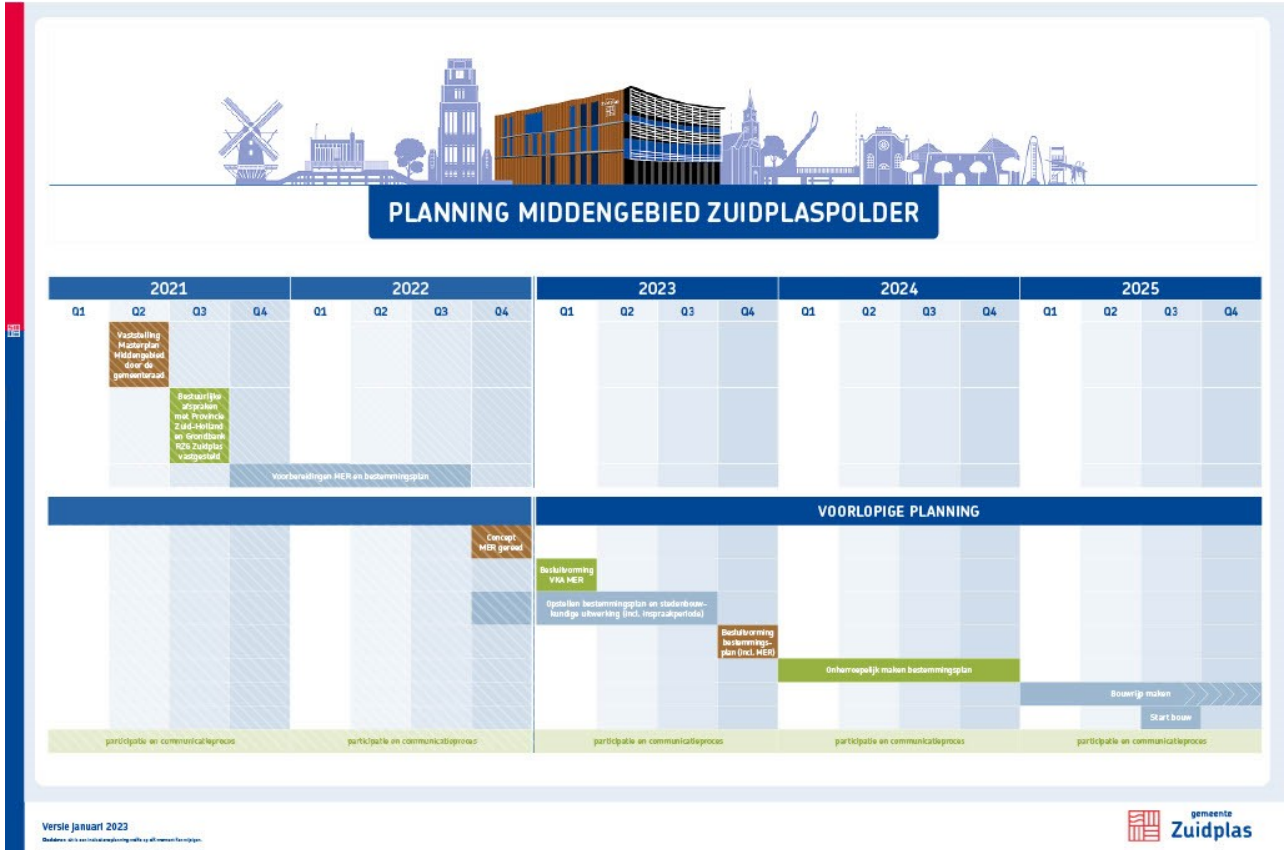 PLANNING MIDDENGEBIED ZUIDPLASPOLDER
2021 2022 2023 2024 2025
Q1 Q2 Q3 Q4 Q1 Q2 Q3 Q4 Q1 Q2 Q3 Q4 Q1 Q2 Q3 Q4 Q1 Q2 Q3 Q4
Vaststelling
Masterplan
Middengebied
door de
gemeenteraad
Bestuurlijke
afspraken
met Provincie
Zuid-Holland
en Grondbank
RZG Zuidplas
vastgesteld
Voorbereidingen MER en bestemmingsplan
VOORLOPIGE PLANNING
Concept
MER gereed
Besluitvorming
VKA MER
Opstellen bestemmingsplan en stedenbouw-
kundige uitwerking (incl. inspraakperiode)
Besluitvorming
bestemmings-
plan (incl. MER)
Onherroepelijk maken bestemmingsplan
Bouwrijp maken
Start bouw
participatie en communicatieproces participatie en communicatieproces participatie en communicatieproces participatie en communicatieproces participatie en communicatieproces
Versie januari 2023
gemeente
Zuidplas